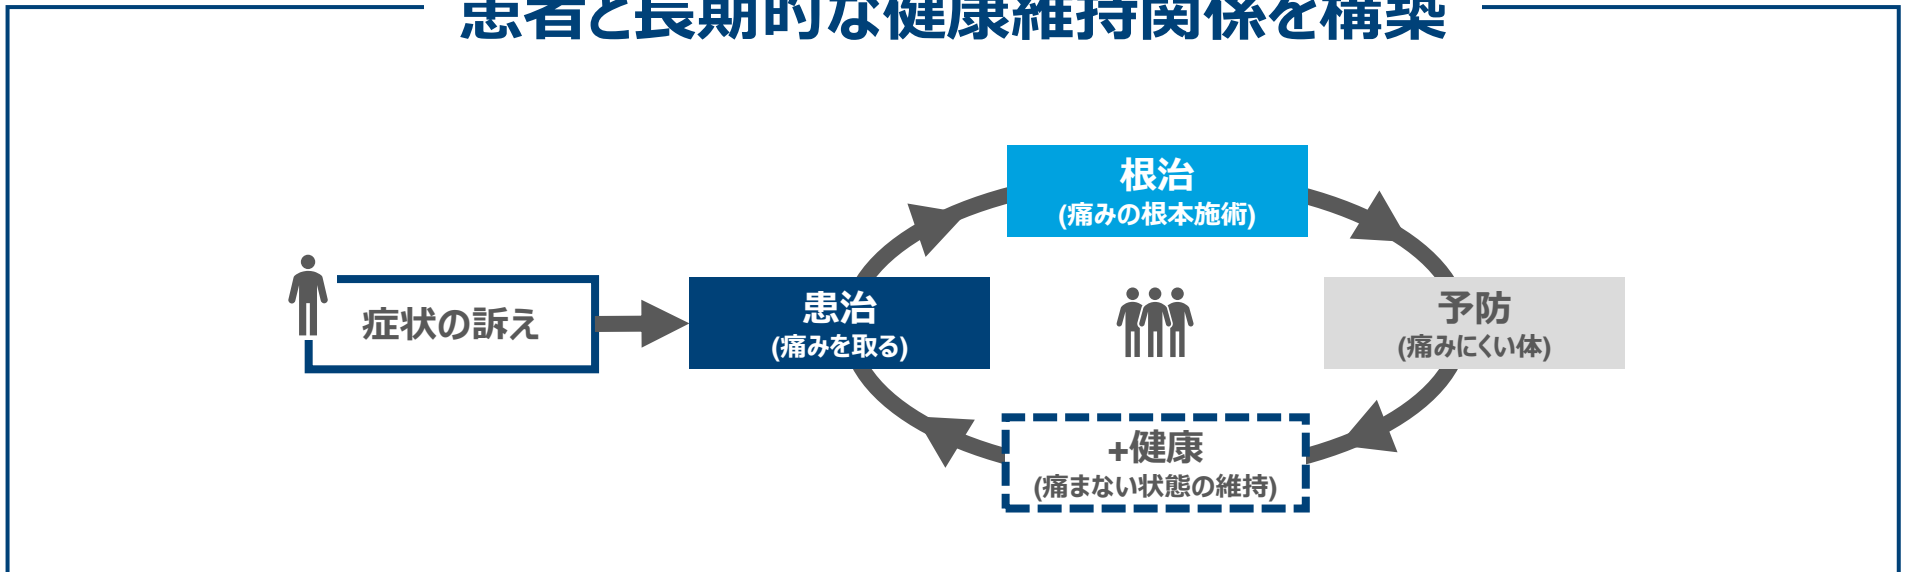 患者と長期的な健康維持関係を構築
根治
(痛みの根本施術)
症状の訴え
患治
(痛みを取る)
予防
(痛みにくい体)
+健康
(痛まない状態の維持)